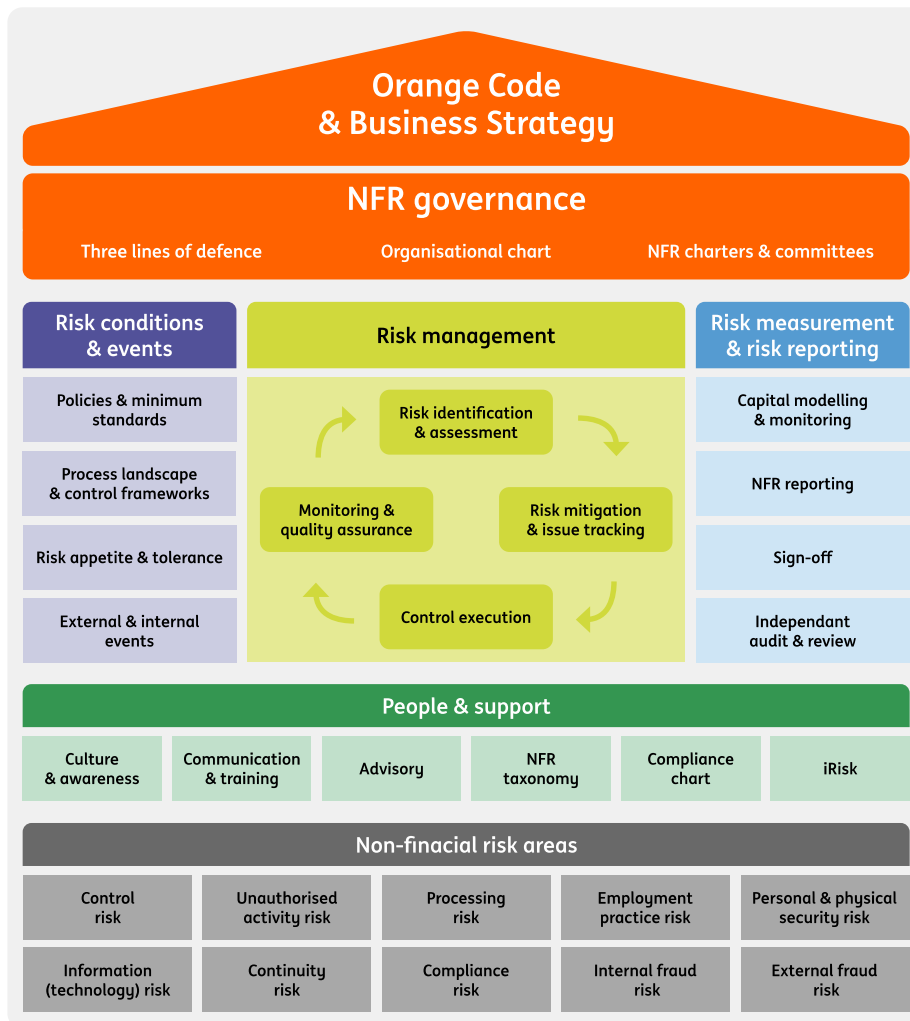 Orange Code
& Business Strategy
NFR governance
Three lines of defence
Organisational chart
NFR charters & committees
Risk conditions
& events
Policies & minimum
standards
Process landscape
& control frameworks
Risk appetite & tolerance
External & internal
events
Risk management
Risk identification
& assessment
Risk mitigation
& issue tracking
Control execution
Monitoring &
quality assurance
Risk measurement
& risk reporting
Capital modelling
& monitoring
NFR reporting
Sign-off
Independant
audit & review
People & support
Culture
& awareness
Communication
& training
Advisory
NFR
taxonomy
Compliance
chart
iRisk
Non-finacial risk areas
Control
risk
Unauthorised
activity risk
Processing
risk
Employment
practice risk
Personal & physical
security risk
Information
(technology) risk
Continuity
risk
Compliance
risk
Internal fraud
risk
External fraud
risk